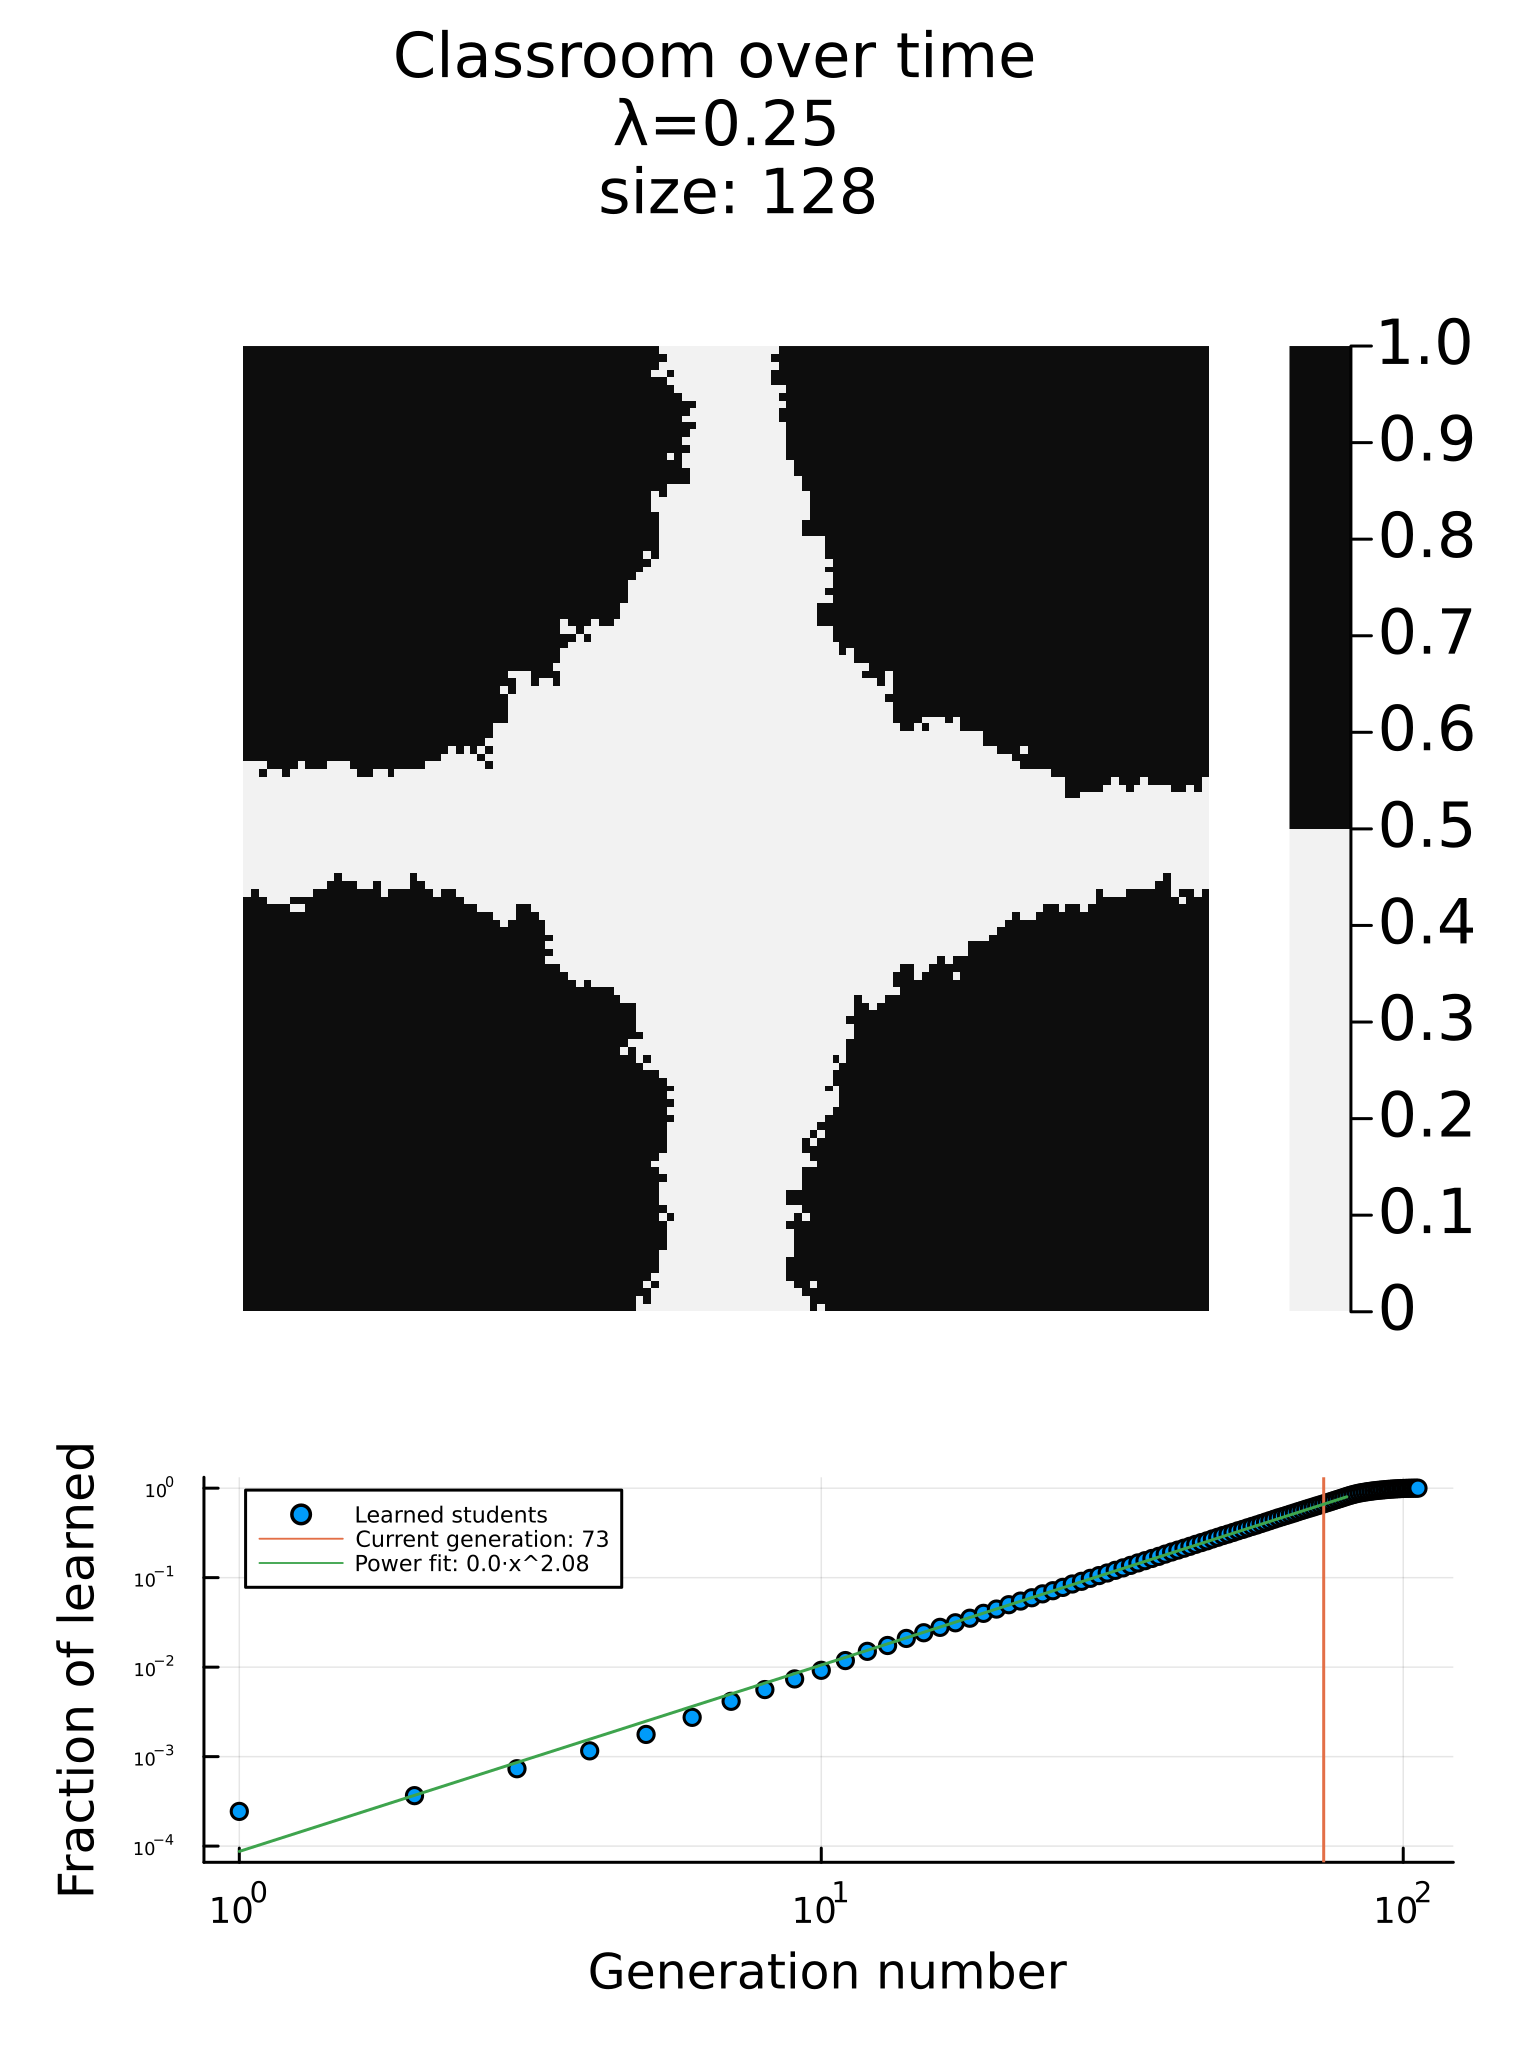 Classroom over time
λ=0.25
size: 128
1.0
0.9
0.8
0.7
0.6
0.5
0.4
0.3
0.2
0.1
0
Fraction of learned
10⁰
10⁻¹
10⁻²
10⁻³
10⁻⁴
Learned students
Current generation: 73
Power fit: 0.0·x^2.08
10⁰ 10¹ 10²
Generation number